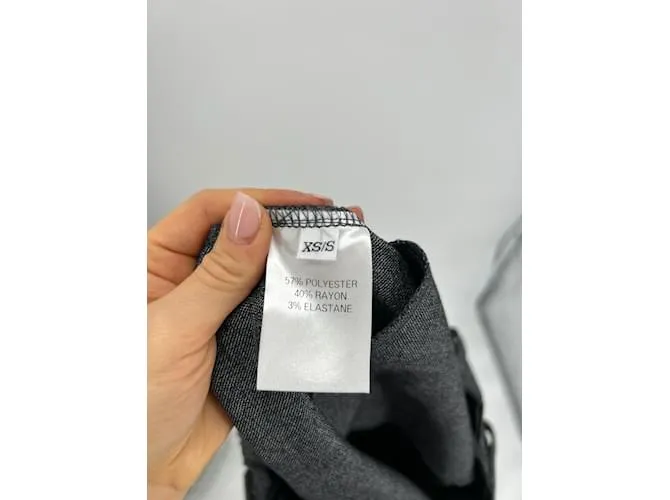 XS/S
57% POLYESTER
40% RAYON
3% ELASTANE